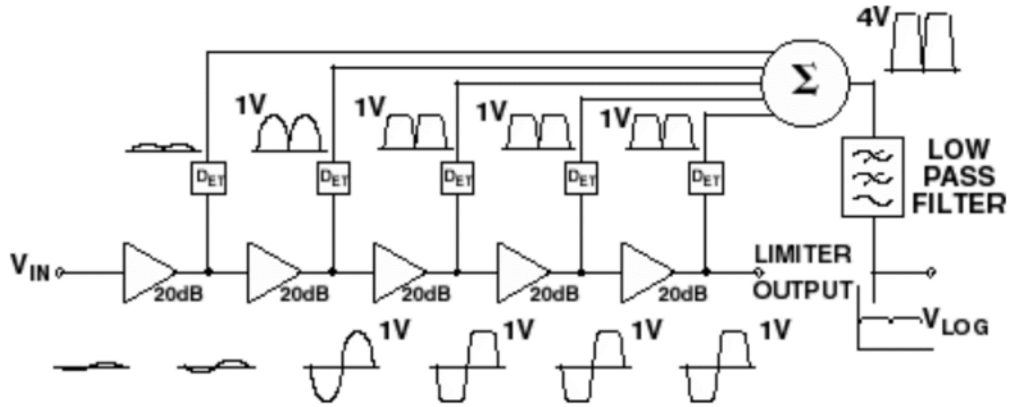 4V
Σ
1V
1V
1V
1V
DET
DET
DET
DET
DET
LOW
PASS
FILTER
VIN
20dB
20dB
20dB
20dB
20dB
LIMITER
OUTPUT
VLOG
1V
1V
1V
1V